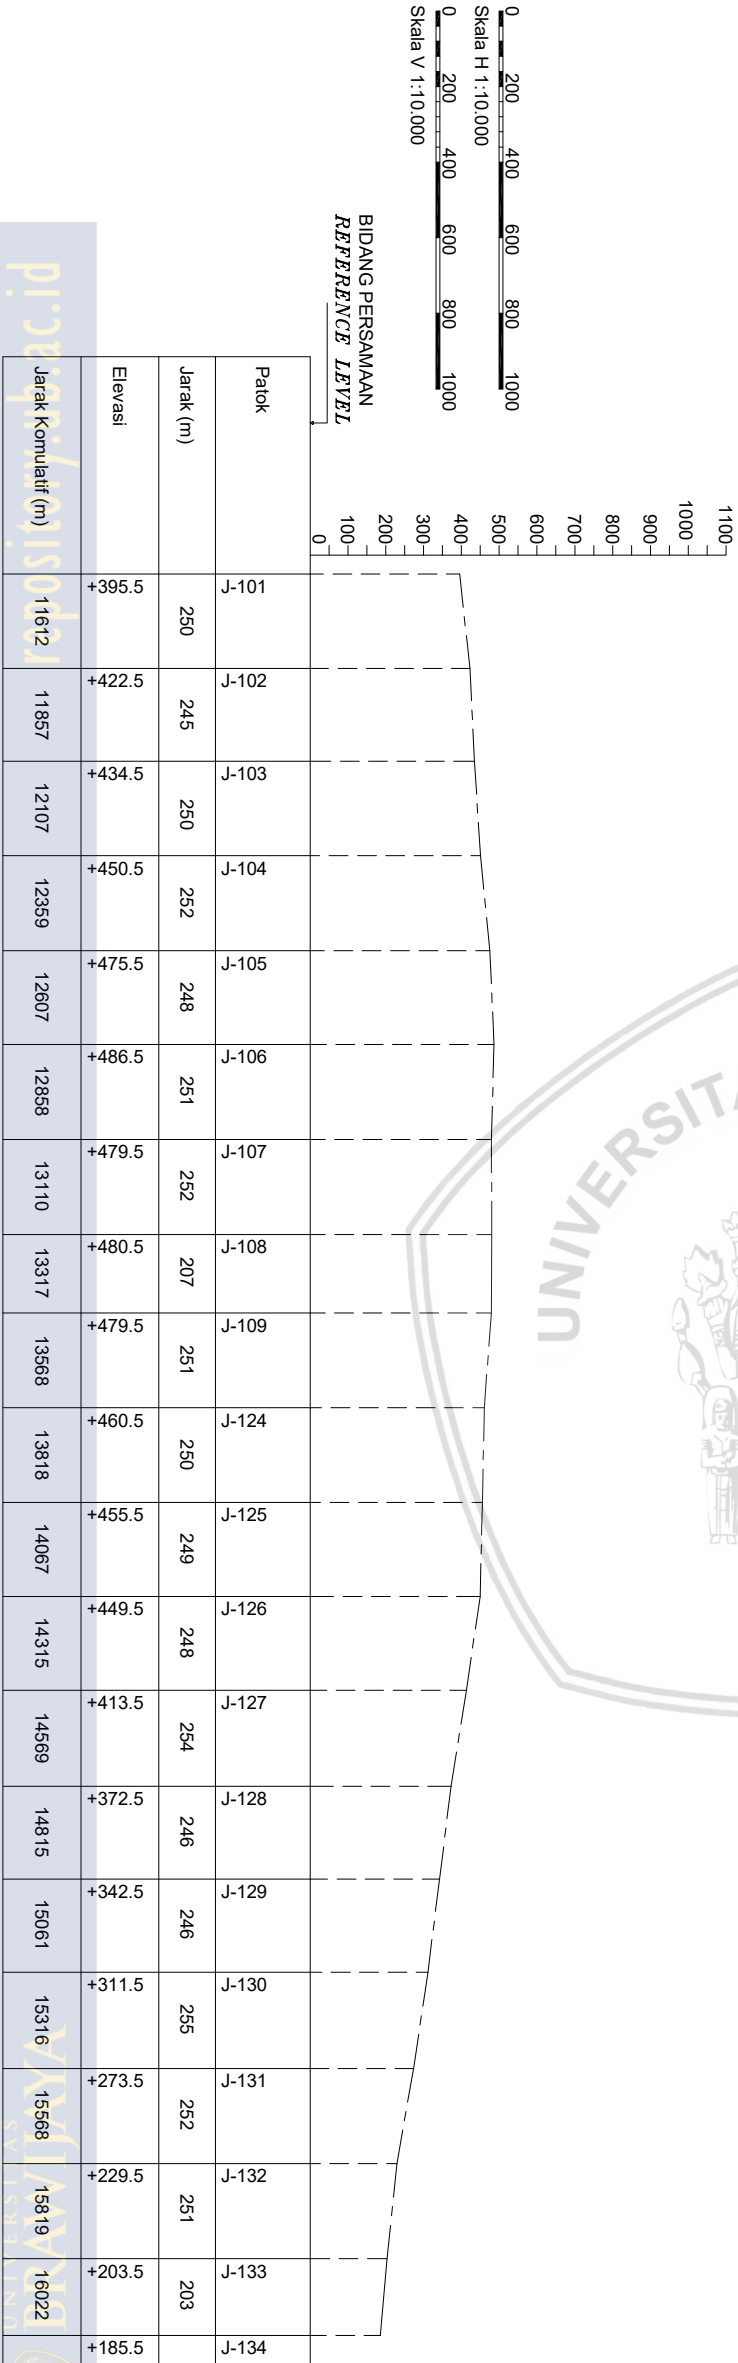 0 200 400 600 800 1000
Skala H 1:10.000
0 200 400 600 800 1000
Skala V 1:10.000
BIDANG PERSAMAAN
REFERENCE LEVEL
1100
1000
900
800
700
600
500
400
300
200
100
0
Patok J-101 J-102 J-103 J-104 J-105 J-106 J-107 J-108 J-109 J-124 J-125 J-126 J-127 J-128 J-129 J-130 J-131 J-132 J-133 J-134
Jarak (m) 250 245 250 252 248 251 252 207 251 250 249 248 254 246 246 255 252 251 203
Elevasi +395.5 +422.5 +434.5 +450.5 +475.5 +486.5 +479.5 +480.5 +479.5 +460.5 +455.5 +449.5 +413.5 +372.5 +342.5 +311.5 +273.5 +229.5 +203.5 +185.5
Jarak Komulatif (m) 11612 11857 12107 12359 12607 12858 13110 13317 13568 13818 14067 14315 14569 14815 15061 15316 15568 15819 16022
repository.ub.ac.id
UNIVERSITAS
BRAWIJAYA
UNIVERSITA